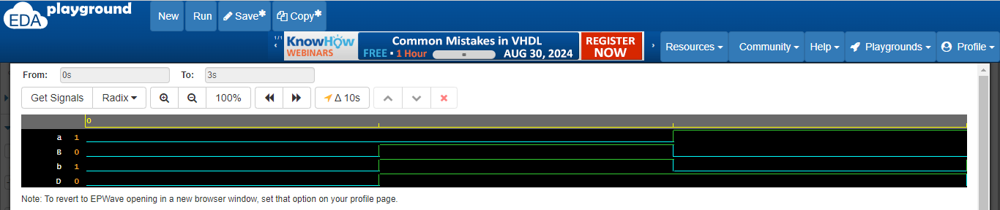 EDA playground
New Run Save* Copy*
1/1 KnowHow WEBINARS Common Mistakes in VHDL FREE • 1 Hour AUG 30, 2024 REGISTER NOW
Resources Community Help Playgrounds Profile
From: 0s To: 3s
Get Signals Radix 100% Δ 10s
0
a 1
B 0
b 1
D 0
Note: To revert to EPWave opening in a new browser window, set that option on your profile page.